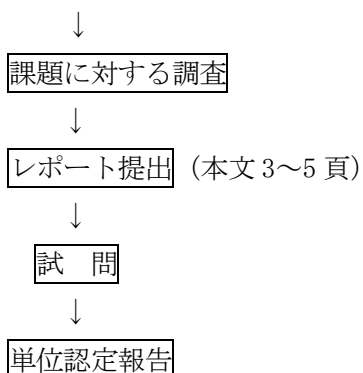 ↓
課題に対する調査
↓
レポート提出 (本文 3～5 頁)
↓
試 問
↓
単位認定報告